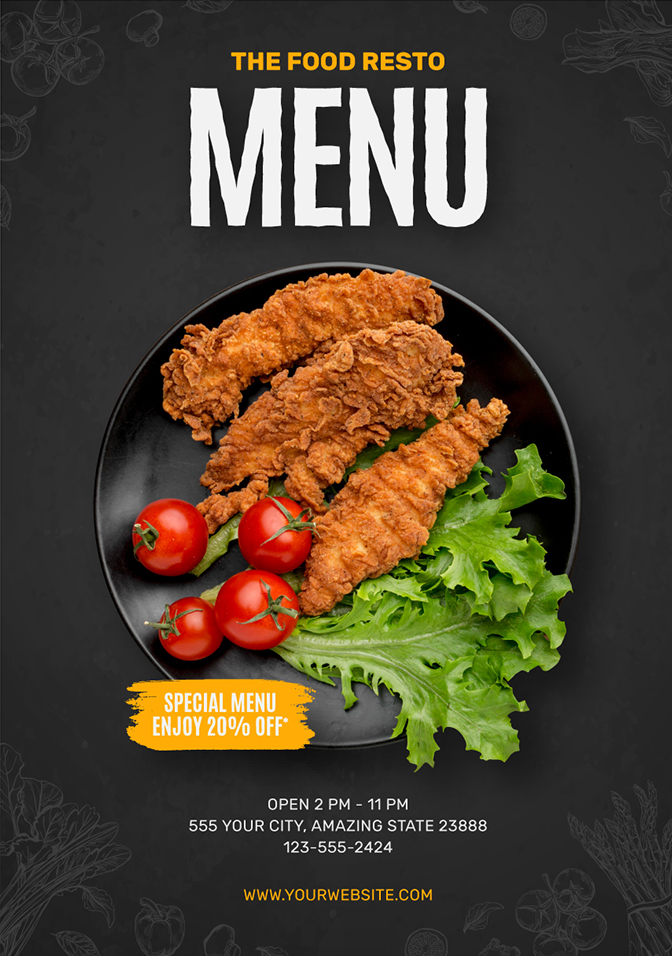 THE FOOD RESTO
MENU
SPECIAL MENU
ENJOY 20% OFF*
OPEN 2 PM - 11 PM
555 YOUR CITY, AMAZING STATE 23888
123-555-2424
WWW.YOURWEBSITE.COM